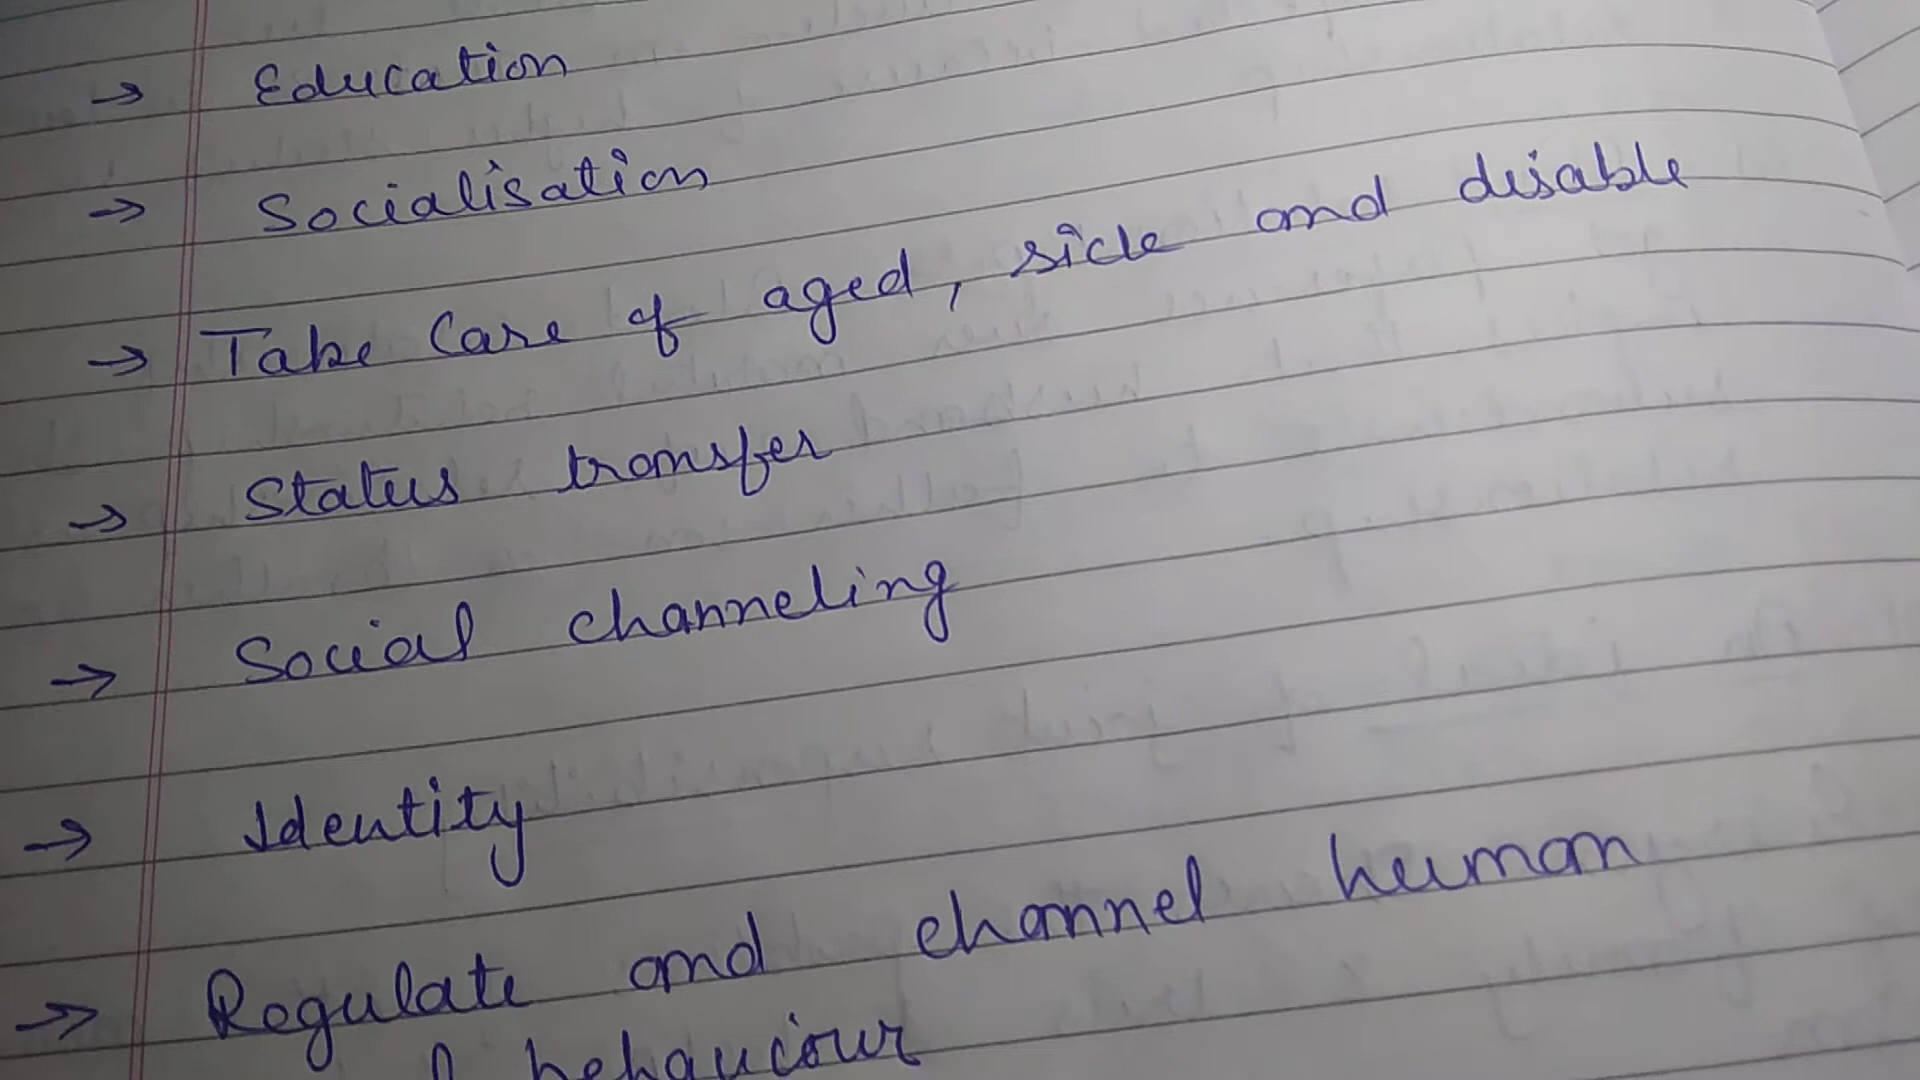 → Education
→ Socialisation
→ Take Care of aged, sick and disable
→ Status transfer
→ Social channeling
→ Identity
→ Regulate and channel human
behaviour